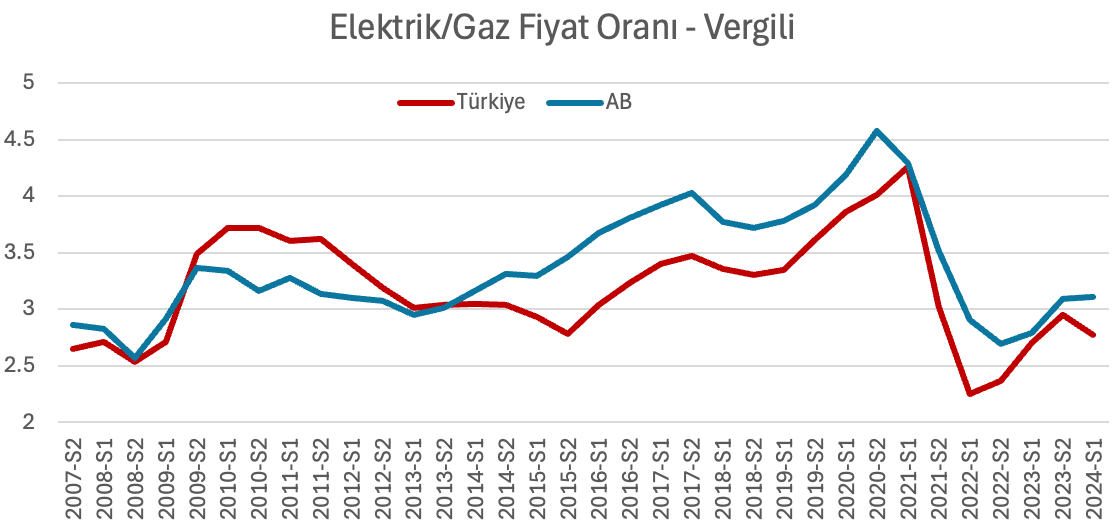 Elektrik/Gaz Fiyat Oranı - Vergili
Türkiye AB
5
4.5
4
3.5
3
2.5
2
2007-S2 2008-S1 2008-S2 2009-S1 2009-S2 2010-S1 2010-S2 2011-S1 2011-S2 2012-S1 2012-S2 2013-S1 2013-S2 2014-S1 2014-S2 2015-S1 2015-S2 2016-S1 2016-S2 2017-S1 2017-S2 2018-S1 2018-S2 2019-S1 2019-S2 2020-S1 2020-S2 2021-S1 2021-S2 2022-S1 2022-S2 2023-S1 2023-S2 2024-S1